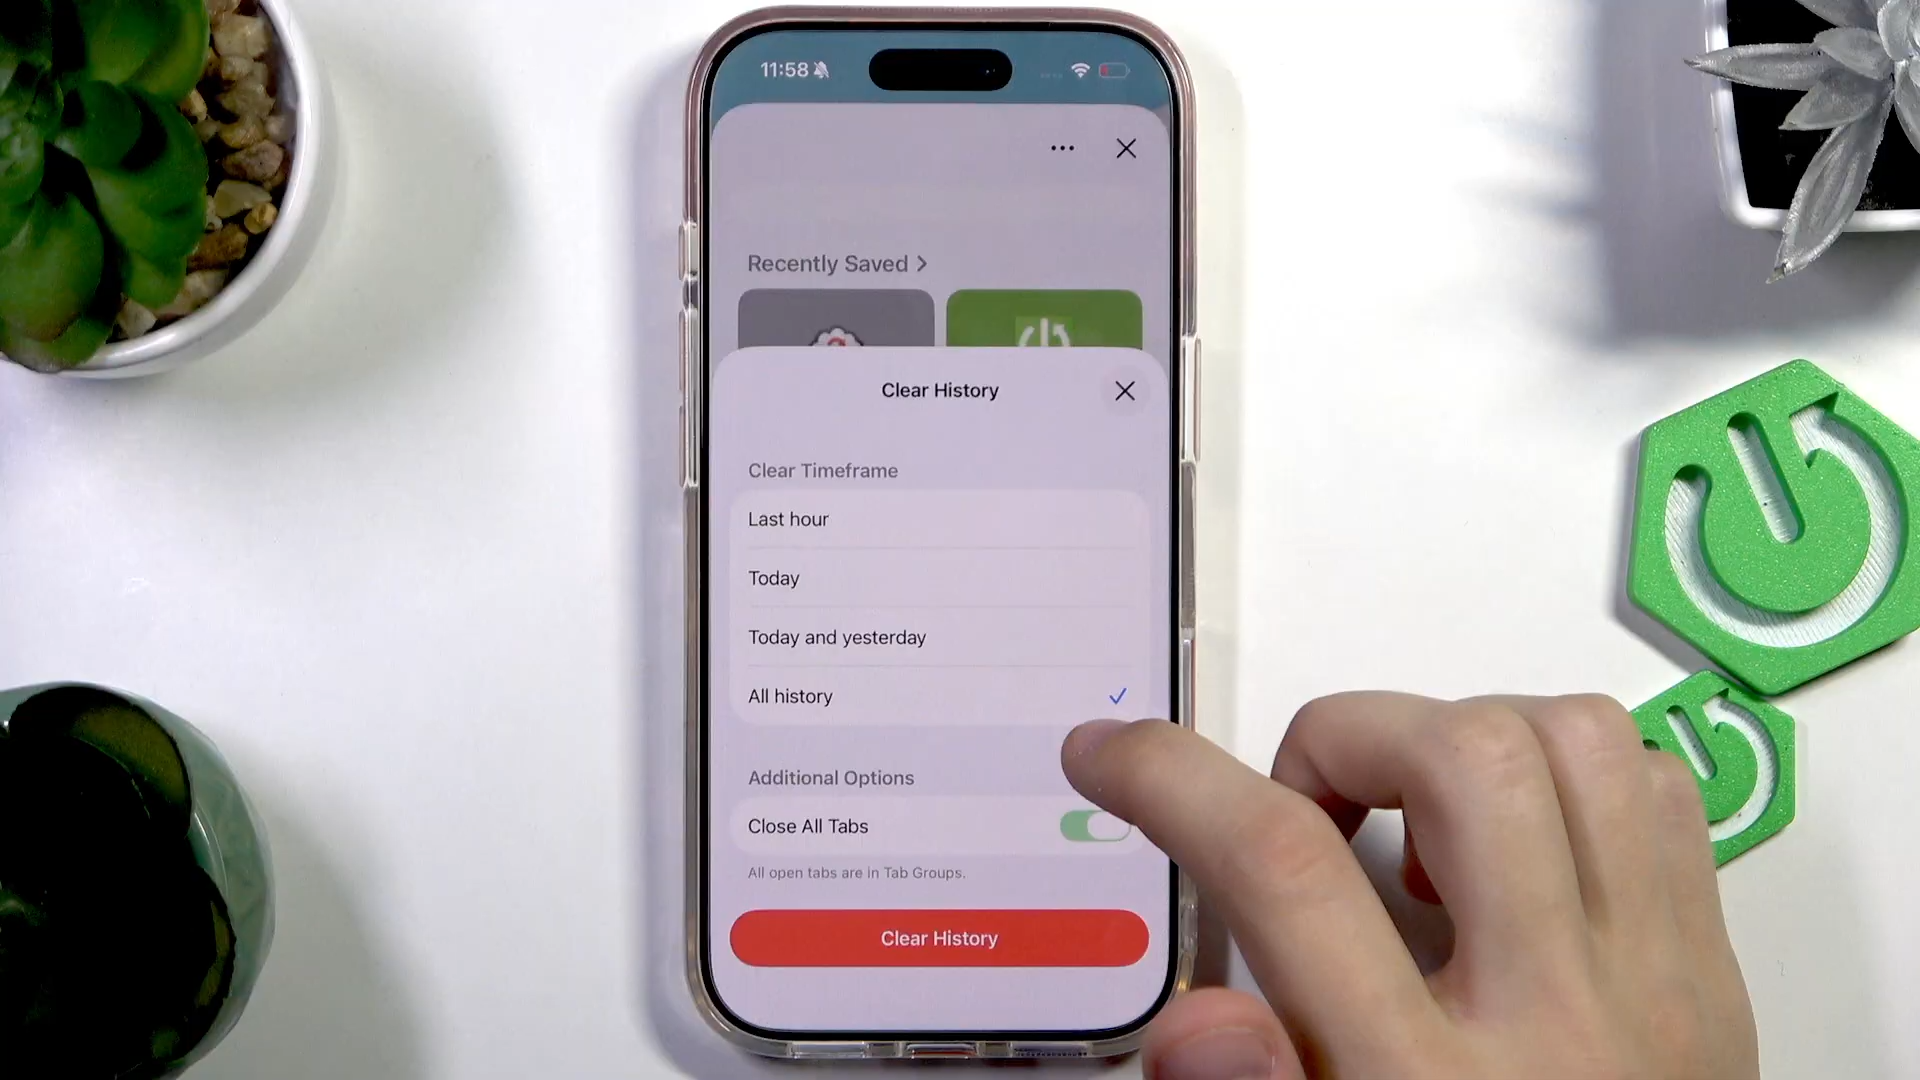 11:58
Recently Saved
Clear History
Clear Timeframe
Last hour
Today
Today and yesterday
All history
Additional Options
Close All Tabs
All open tabs are in Tab Groups.
Clear History